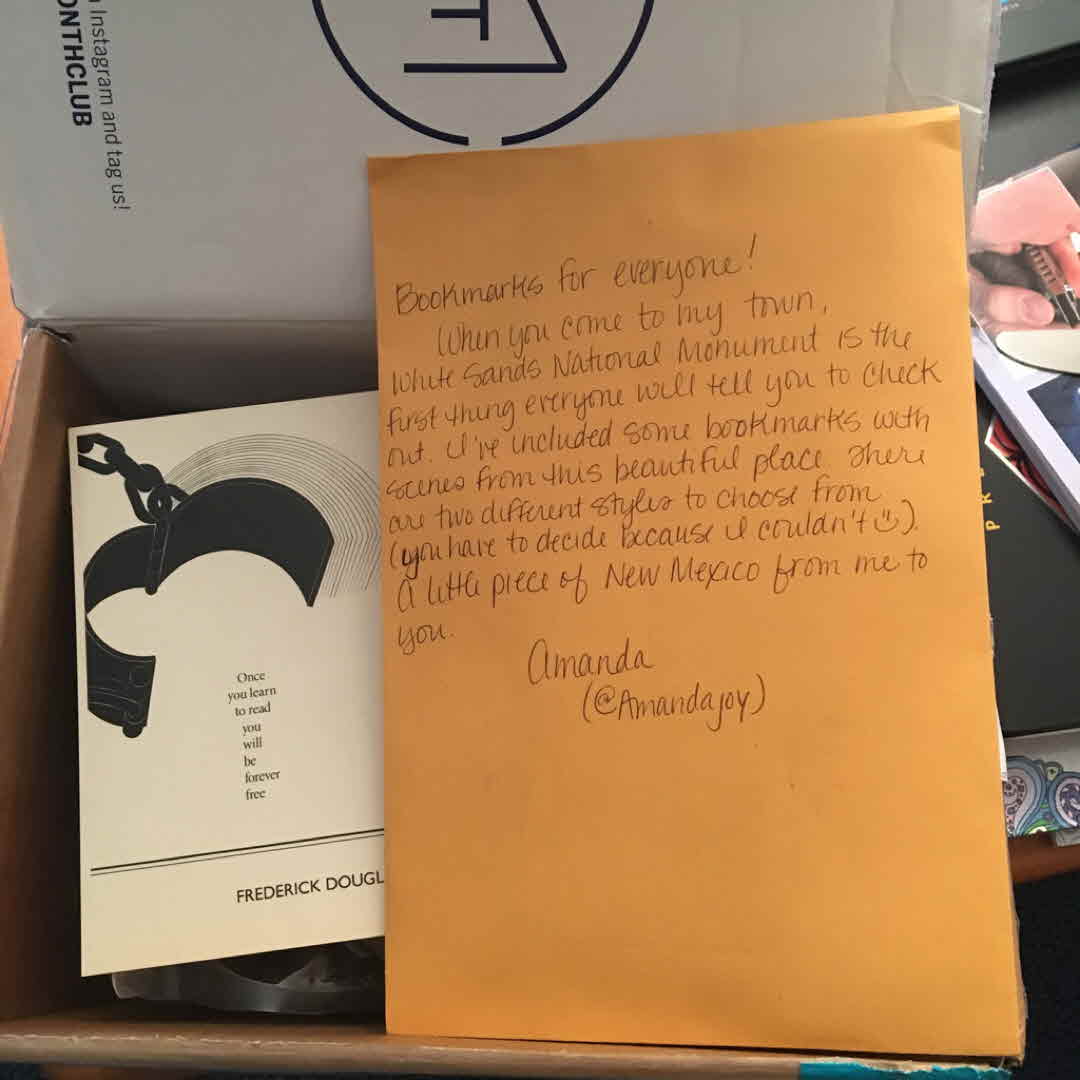 Instagram and tag us!
ONTHCLUB
T
Bookmarks for everyone!
When you come to my town,
White Sands National Monument is the
first thing everyone will tell you to check
out. I've included some bookmarks with
scenes from this beautiful place. There
are two different styles to choose from
(you have to decide because I couldn't ☺).
A little piece of New Mexico from me to
you.
Amanda
(@Amandajoy)
Once
you learn
to read
you
will
be
forever
free
FREDERICK DOUGL